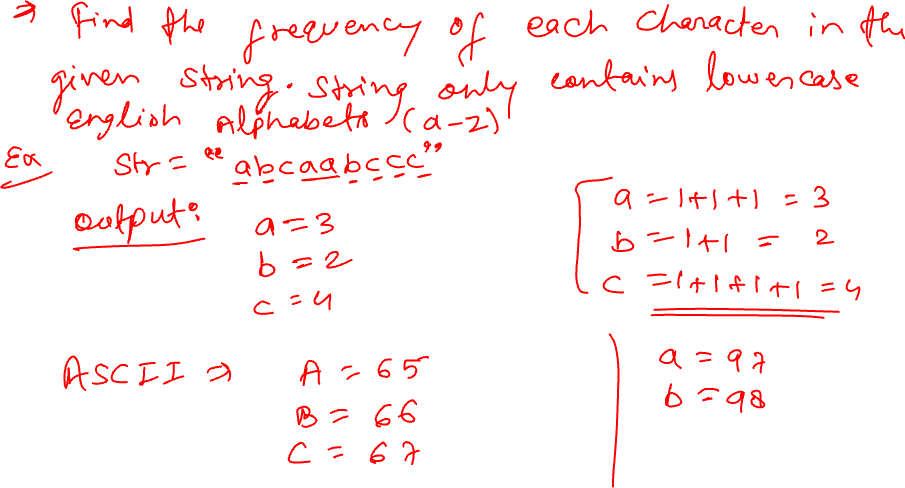 → Find the frequency of each character in the
given string. String only contains lowercase
English Alphabets (a-z)
Ex Str = "abcaabccc"
output:
a=3
b=2
c=4
a=1+1+1 = 3
b=1+1 = 2
c=1+1+1+1=4
ASCII ⇒ A=65
B=66
C=67
a=97
b=98